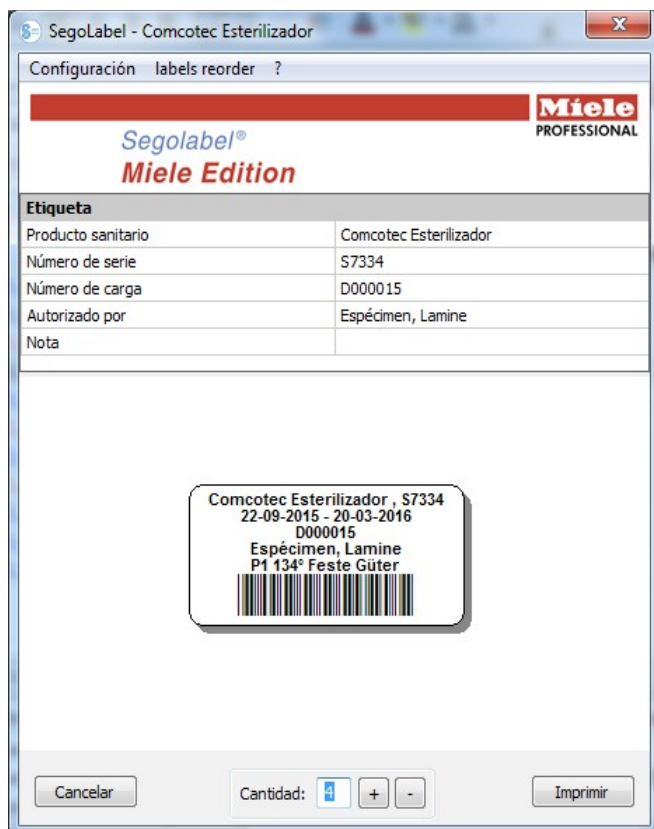 SegoLabel - Comcotec Esterilizador
Configuración labels reorder ?
Miele
PROFESSIONAL
Segolabel®
Miele Edition
Etiqueta
Producto sanitario Comcotec Esterilizador
Número de serie S7334
Número de carga D000015
Autorizado por Espécimen, Lamine
Nota
Comcotec Esterilizador , S7334
22-09-2015 - 20-03-2016
D000015
Espécimen, Lamine
P1 134° Feste Güter
Cancelar Cantidad: 4 + - Imprimir